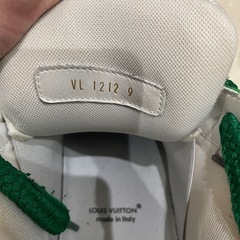 VL 1212 9
LOUIS VUITTON
made in Italy